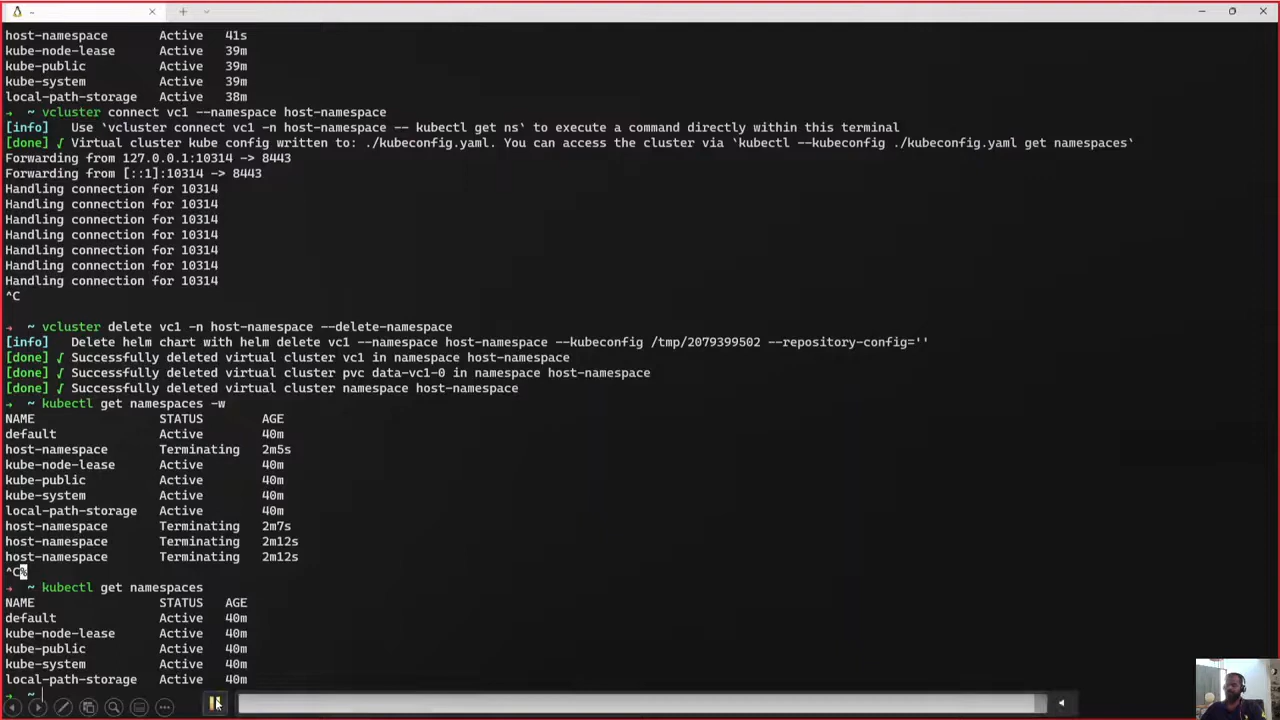 ~
host-namespace Active 41s
kube-node-lease Active 39m
kube-public Active 39m
kube-system Active 39m
local-path-storage Active 38m
→ ~ vcluster connect vc1 --namespace host-namespace
[info] Use `vcluster connect vc1 -n host-namespace -- kubectl get ns` to execute a command directly within this terminal
[done] √ Virtual cluster kube config written to: ./kubeconfig.yaml. You can access the cluster via `kubectl --kubeconfig ./kubeconfig.yaml get namespaces`
Forwarding from 127.0.0.1:10314 -> 8443
Forwarding from [::1]:10314 -> 8443
Handling connection for 10314
Handling connection for 10314
Handling connection for 10314
Handling connection for 10314
Handling connection for 10314
Handling connection for 10314
Handling connection for 10314
^C
→ ~ vcluster delete vc1 -n host-namespace --delete-namespace
[info] Delete helm chart with helm delete vc1 --namespace host-namespace --kubeconfig /tmp/2079399502 --repository-config=''
[done] √ Successfully deleted virtual cluster vc1 in namespace host-namespace
[done] √ Successfully deleted virtual cluster pvc data-vc1-0 in namespace host-namespace
[done] √ Successfully deleted virtual cluster namespace host-namespace
→ ~ kubectl get namespaces -w
NAME STATUS AGE
default Active 40m
host-namespace Terminating 2m5s
kube-node-lease Active 40m
kube-public Active 40m
kube-system Active 40m
local-path-storage Active 40m
host-namespace Terminating 2m7s
host-namespace Terminating 2m12s
host-namespace Terminating 2m12s
^C%
→ ~ kubectl get namespaces
NAME STATUS AGE
default Active 40m
kube-node-lease Active 40m
kube-public Active 40m
kube-system Active 40m
local-path-storage Active 40m
→ ~